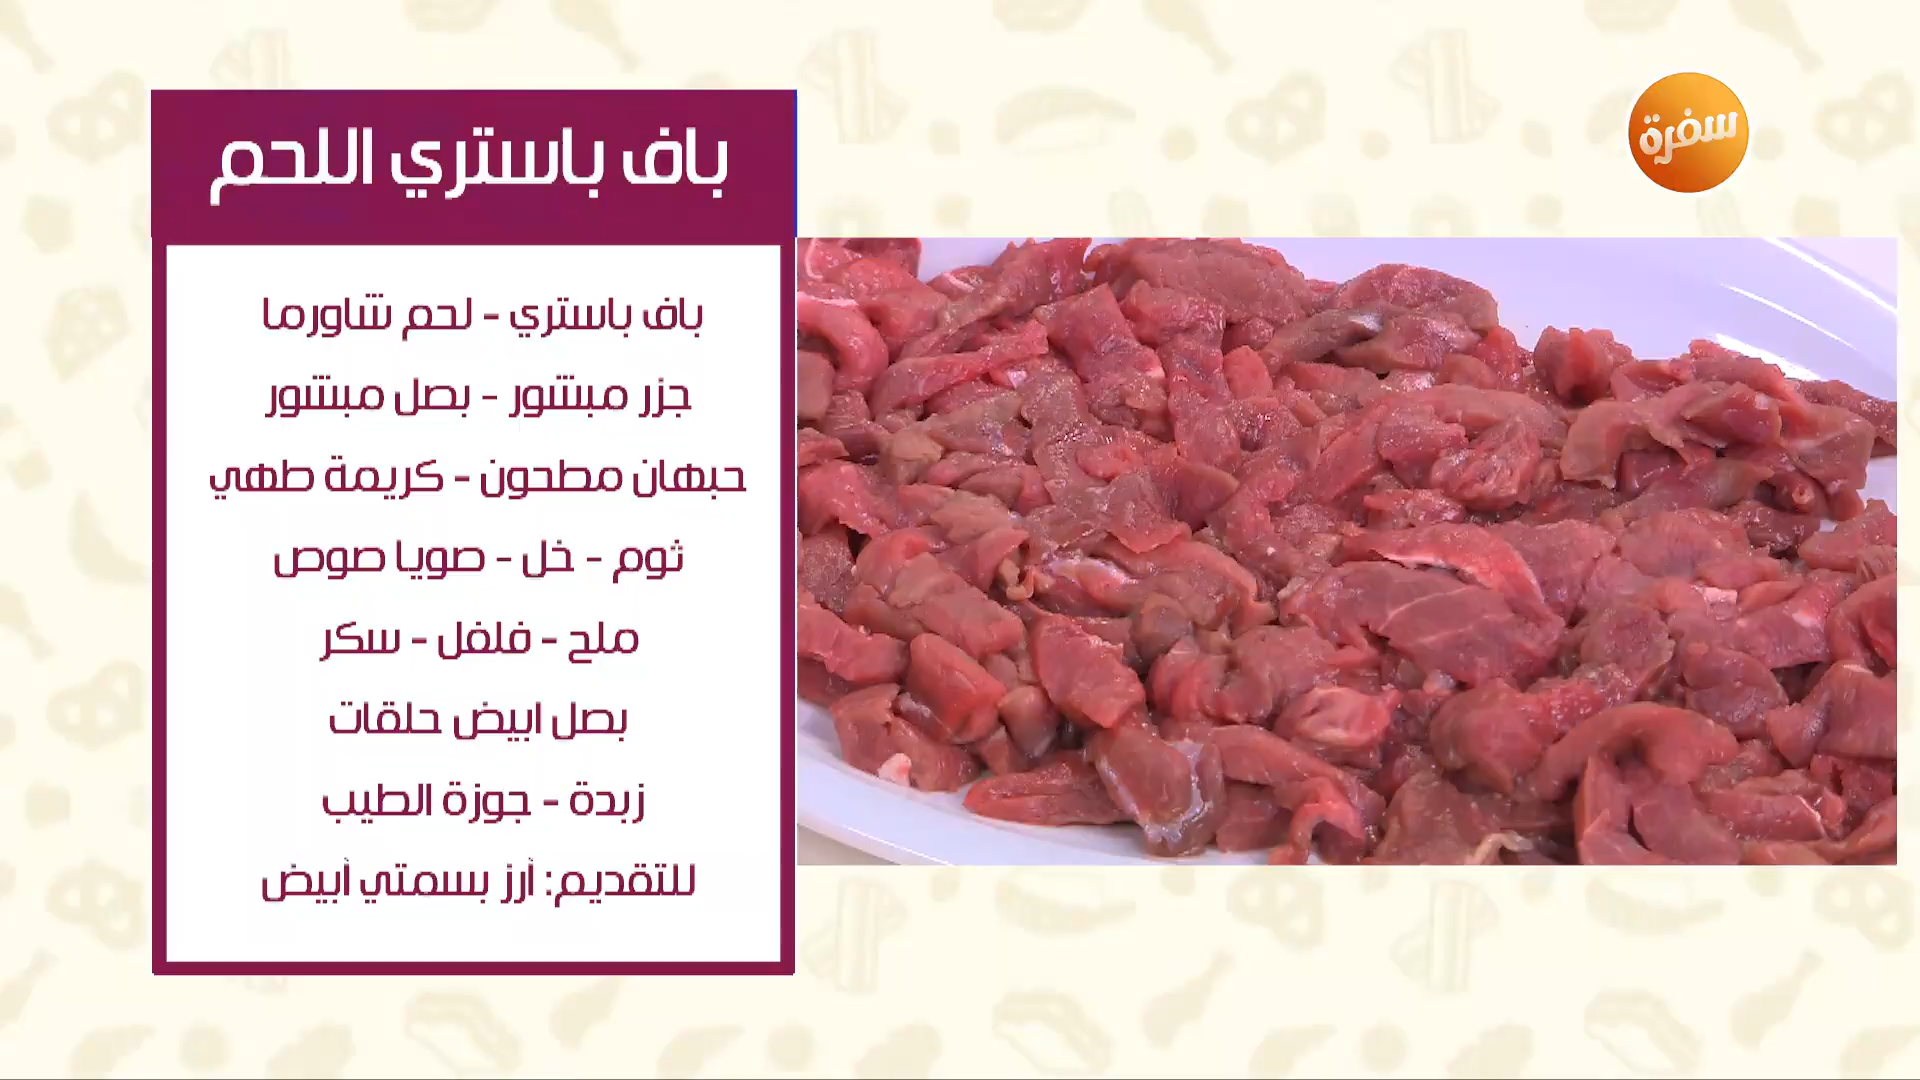 باف باستري اللحم
سفرة
باف باستري - لحم شاورما
جزر مبشور - بصل مبشور
حبهان مطحون - كريمة طهي
ثوم - خل - صويا صوص
ملح - فلفل - سكر
بصل ابيض حلقات
زبدة - جوزة الطيب
للتقديم: أرز بسمتي أبيض